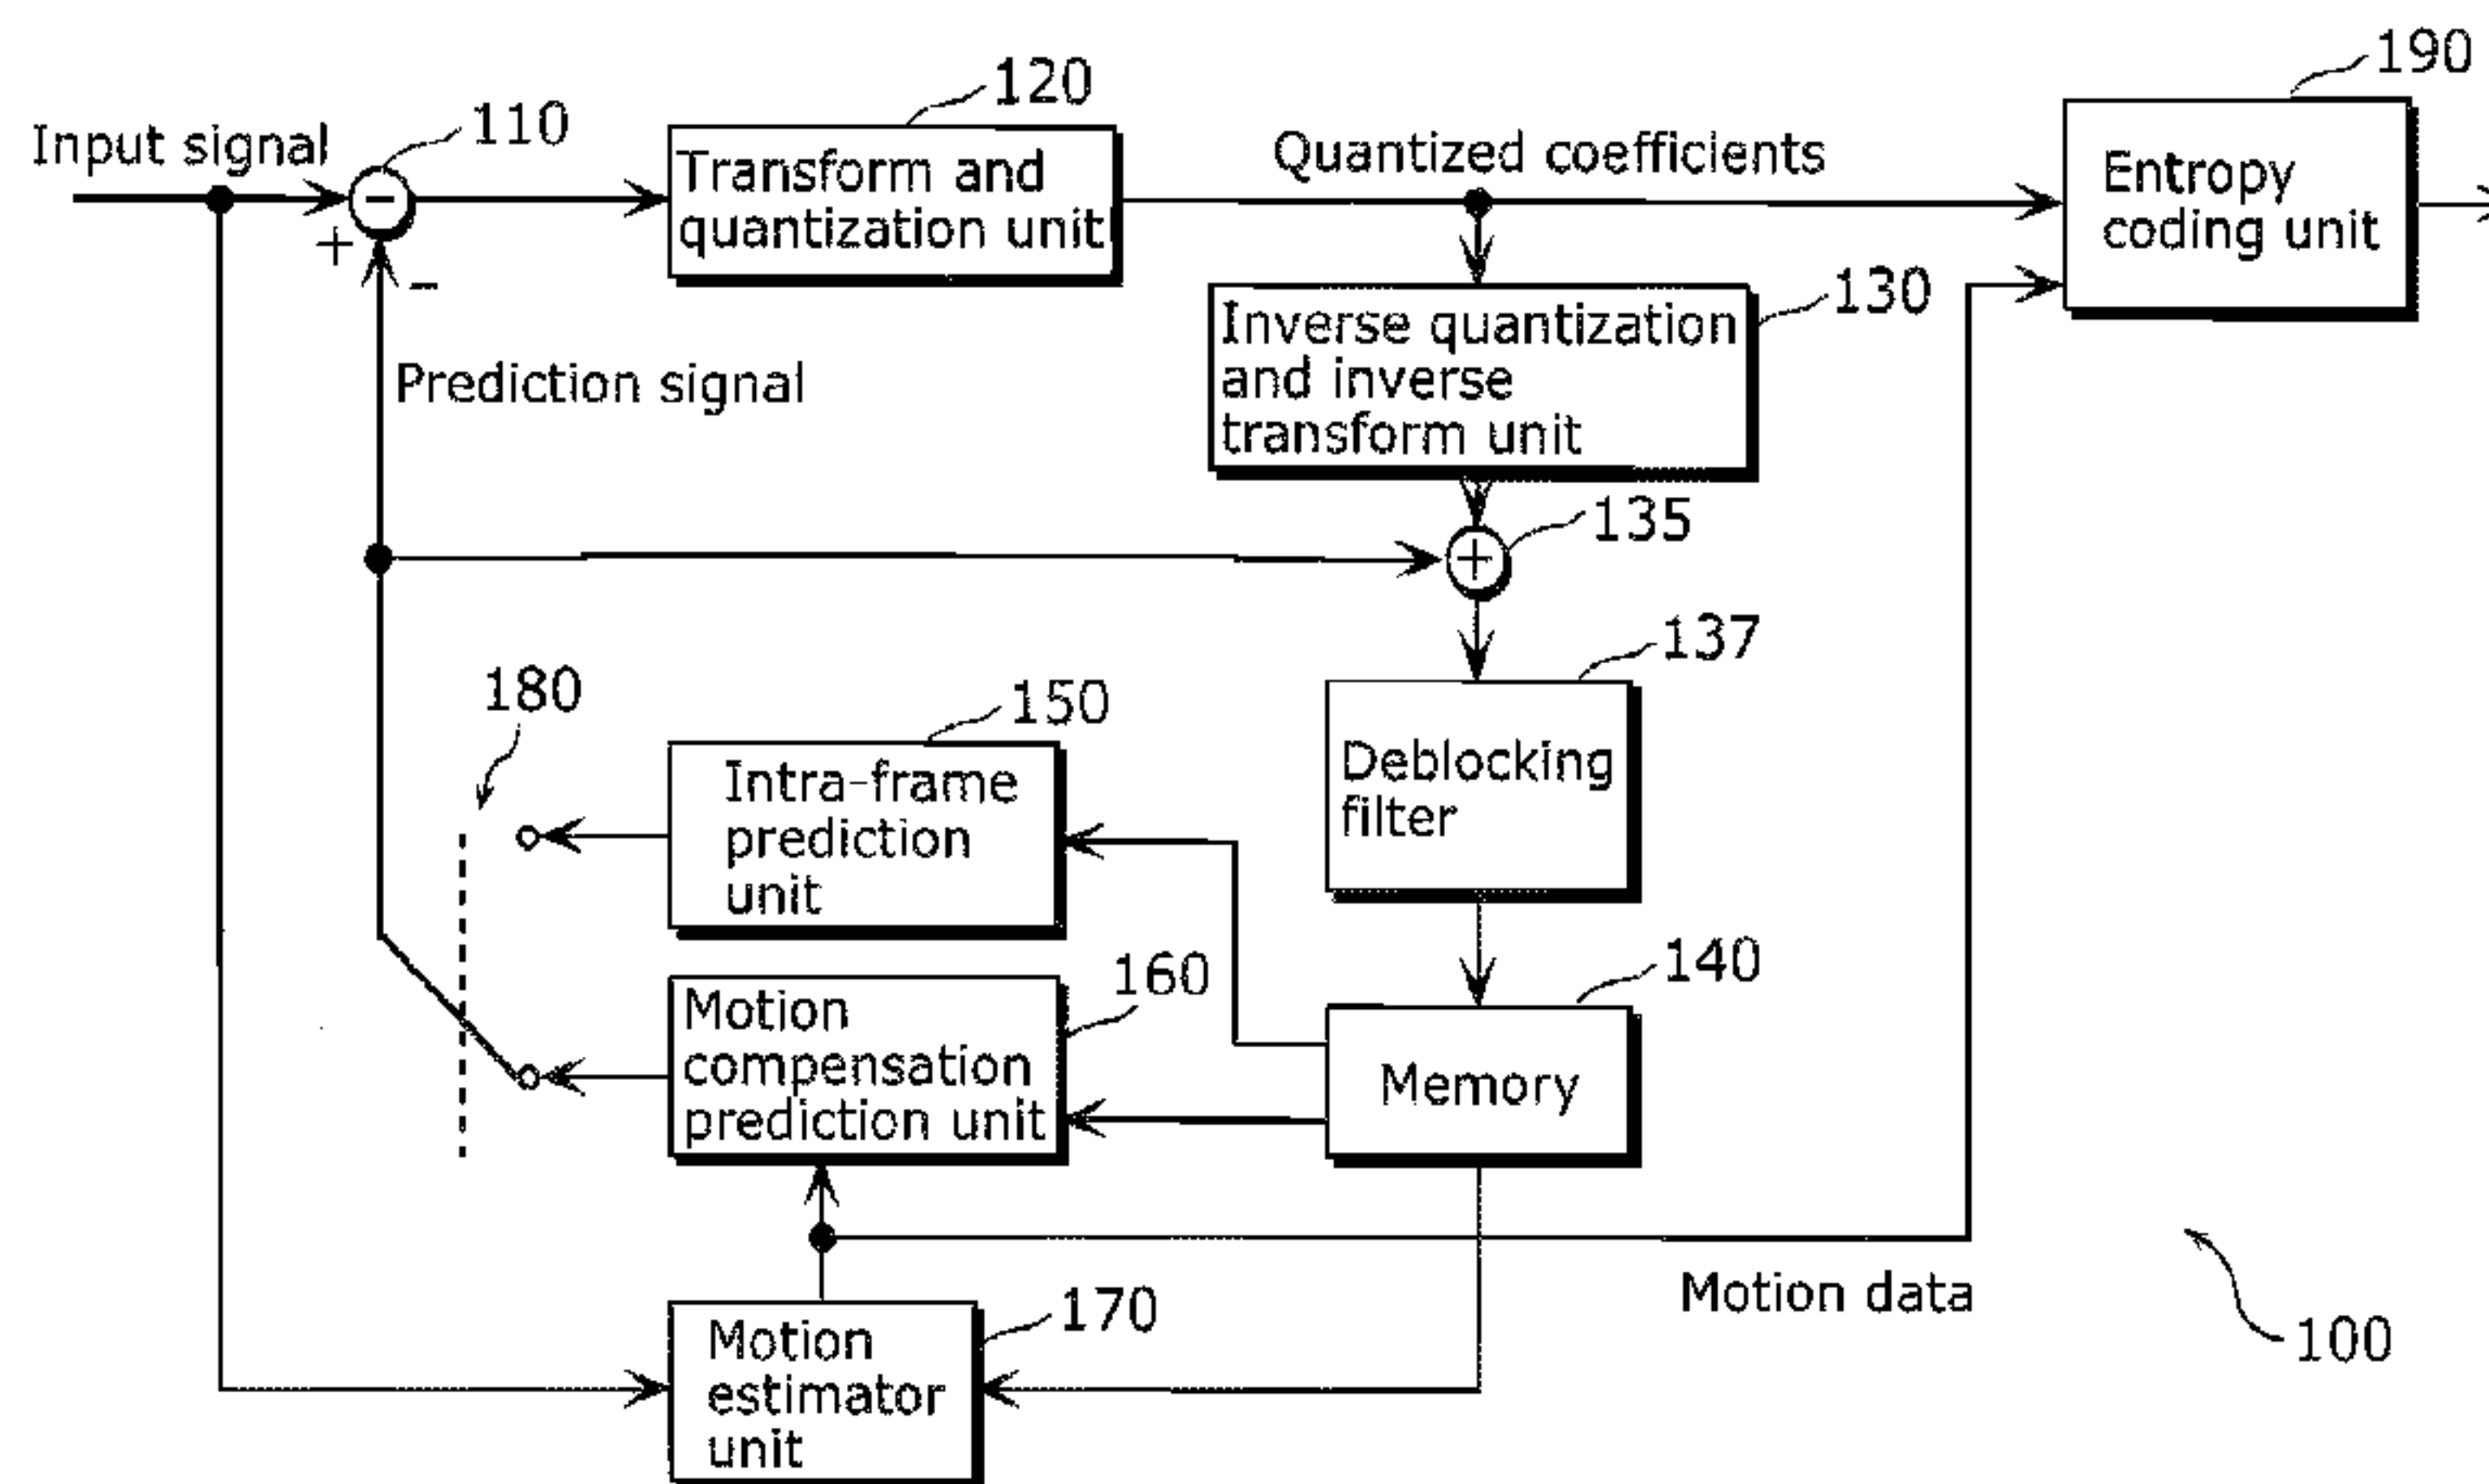 190
120
110
Input signal
Transform and
quantization unit
Quantized coefficients
Entropy
coding unit
-
+
-
130
Inverse quantization
and inverse
transform unit
Prediction signal
135
+
137
180
150
Intra-frame
prediction
unit
Deblocking
filter
160
140
Motion
compensation
prediction unit
Memory
170
Motion data
Motion
estimator
unit
100